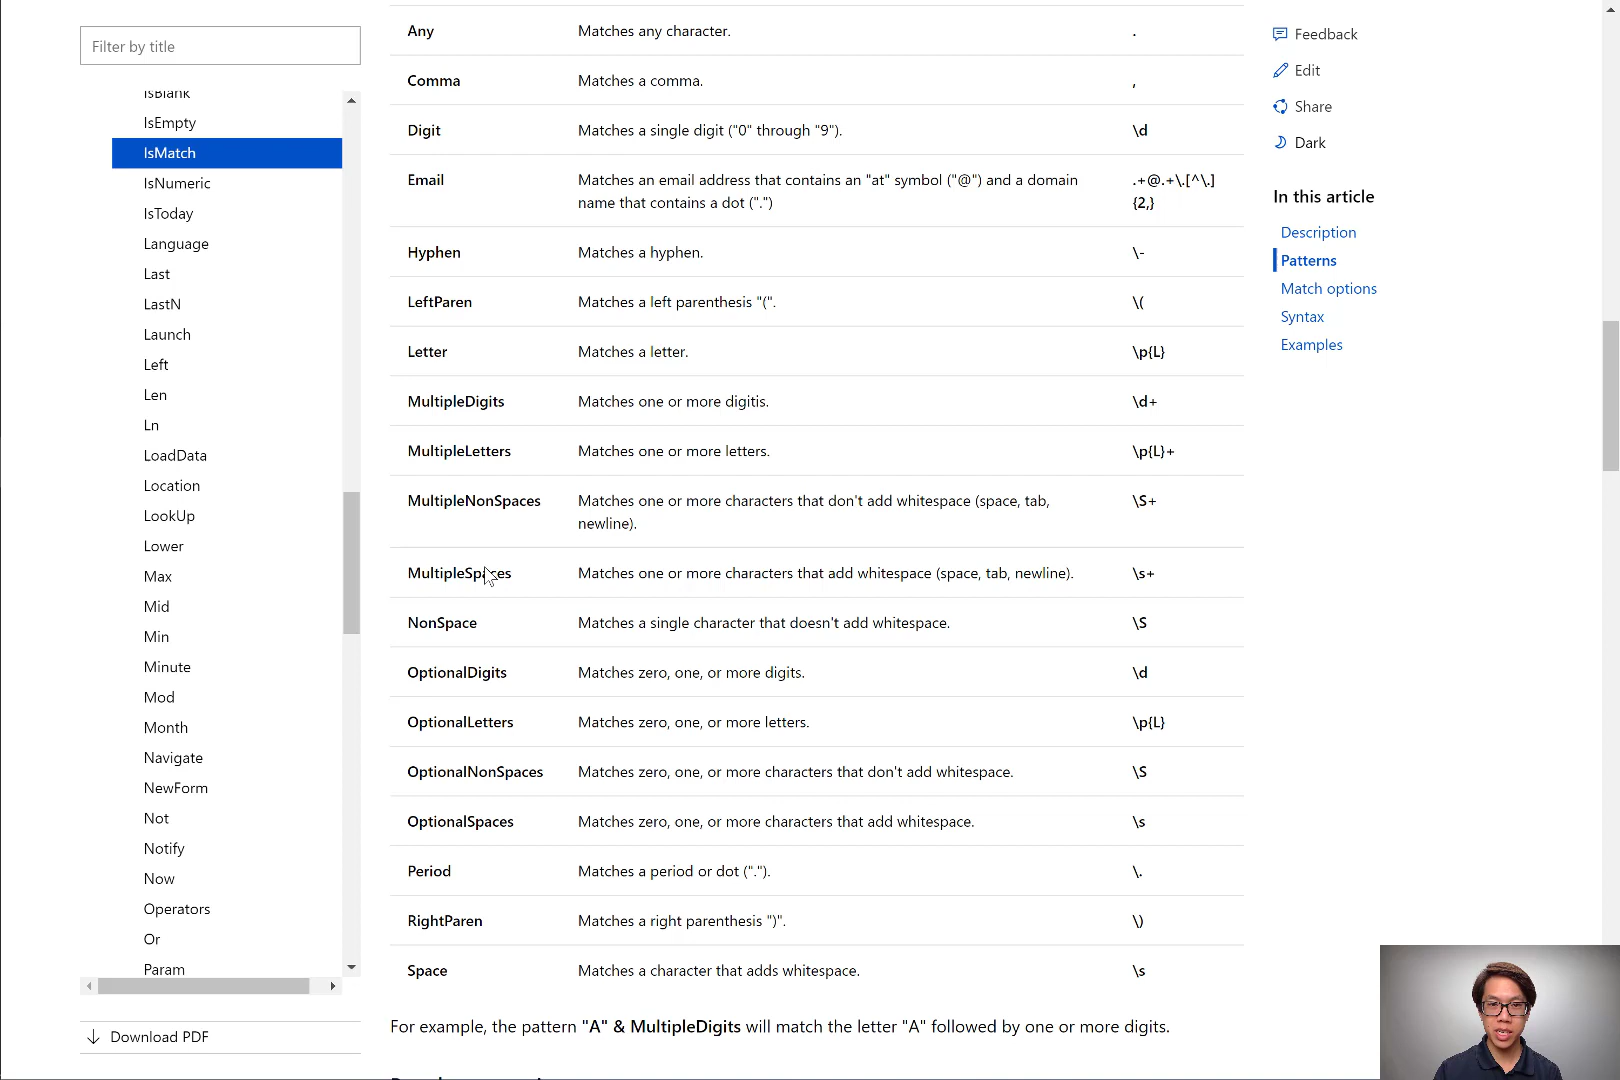 Filter by title
IsBlank
IsEmpty
IsMatch
IsNumeric
IsToday
Language
Last
LastN
Launch
Left
Len
Ln
LoadData
Location
LookUp
Lower
Max
Mid
Min
Minute
Mod
Month
Navigate
NewForm
Not
Notify
Now
Operators
Or
Param
Download PDF
Any Matches any character. .
Comma Matches a comma. ,
Digit Matches a single digit ("0" through "9"). \d
Email Matches an email address that contains an "at" symbol ("@") and a domain .+@.+\.[^\.]
name that contains a dot (".") {2,}
Hyphen Matches a hyphen. \-
LeftParen Matches a left parenthesis "(". \(
Letter Matches a letter. \p{L}
MultipleDigits Matches one or more digitis. \d+
MultipleLetters Matches one or more letters. \p{L}+
MultipleNonSpaces Matches one or more characters that don't add whitespace (space, tab, \S+
newline).
MultipleSpaces Matches one or more characters that add whitespace (space, tab, newline). \s+
NonSpace Matches a single character that doesn't add whitespace. \S
OptionalDigits Matches zero, one, or more digits. \d
OptionalLetters Matches zero, one, or more letters. \p{L}
OptionalNonSpaces Matches zero, one, or more characters that don't add whitespace. \S
OptionalSpaces Matches zero, one, or more characters that add whitespace. \s
Period Matches a period or dot ("."). \.
RightParen Matches a right parenthesis ")". \)
Space Matches a character that adds whitespace. \s
For example, the pattern "A" & MultipleDigits will match the letter "A" followed by one or more digits.
Feedback
Edit
Share
Dark
In this article
Description
Patterns
Match options
Syntax
Examples